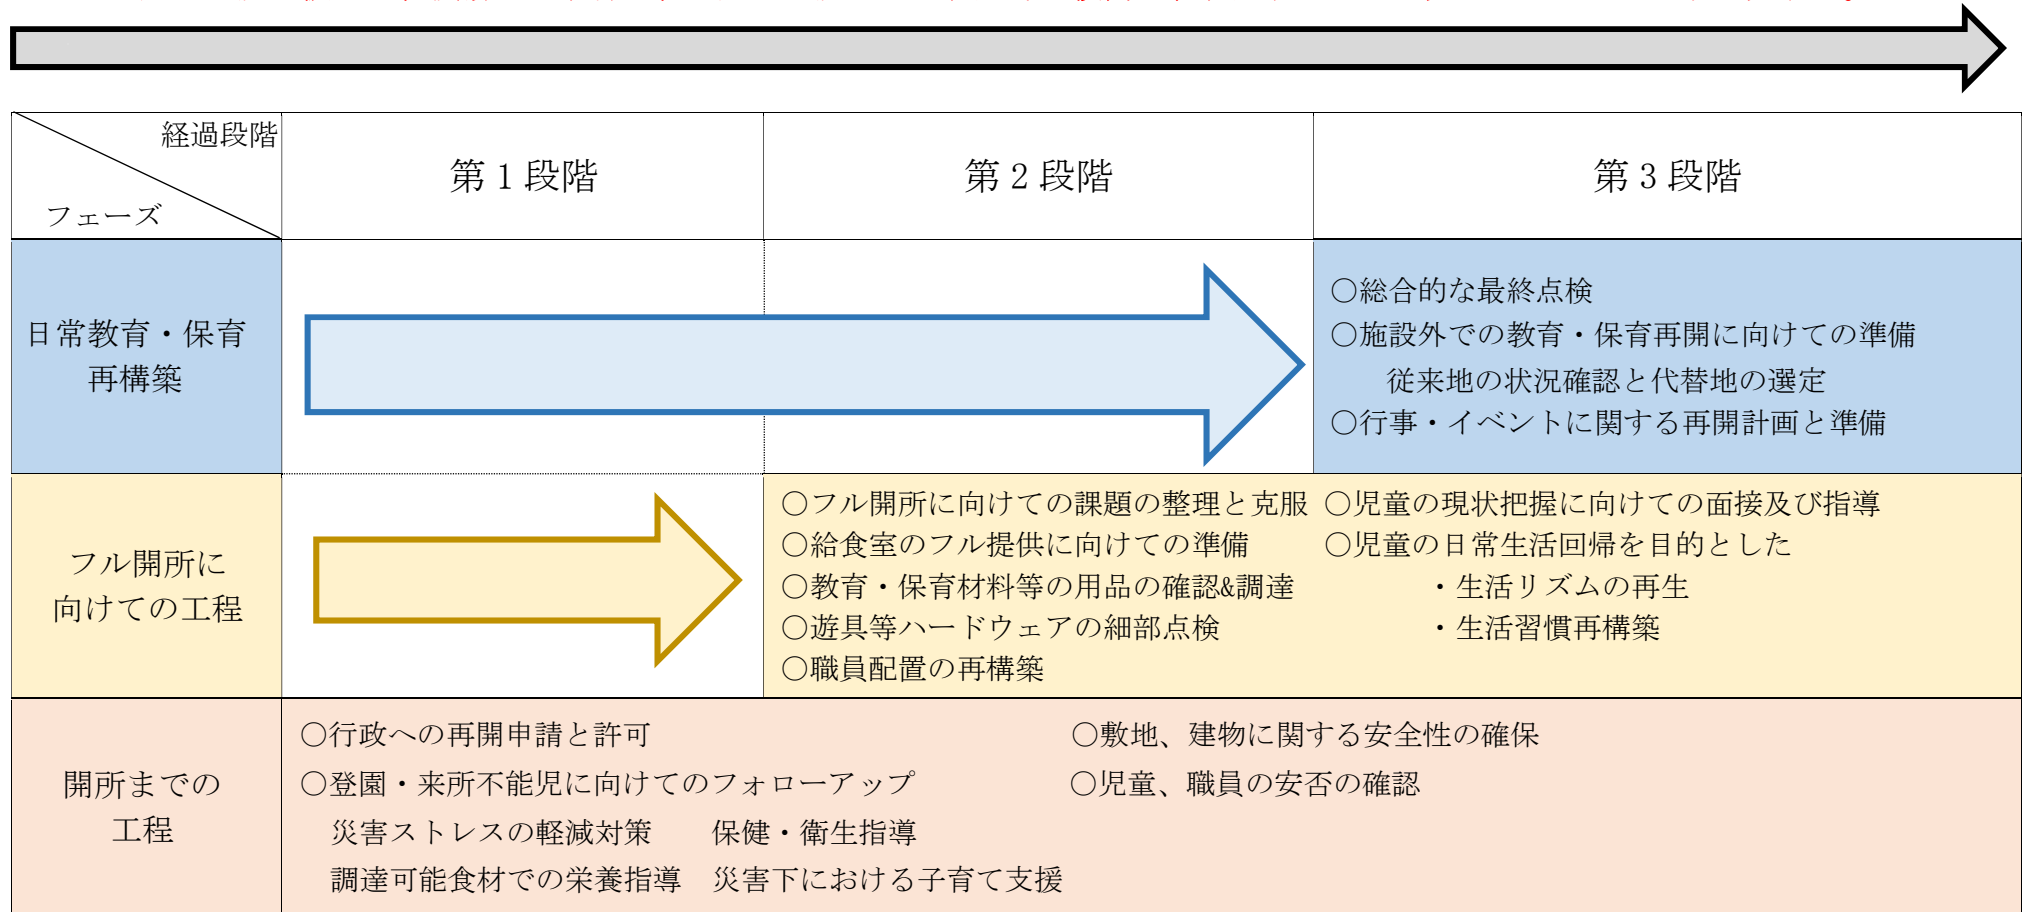 経過段階
フェーズ
第1段階
第2段階
第3段階
日常教育・保育
再構築
○総合的な最終点検
○施設外での教育・保育再開に向けての準備
従来地の状況確認と代替地の選定
○行事・イベントに関する再開計画と準備
フル開所に
向けての工程
○フル開所に向けての課題の整理と克服
○給食室のフル提供に向けての準備
○教育・保育材料等の用品の確認&調達
○遊具等ハードウェアの細部点検
○職員配置の再構築
○児童の現状把握に向けての面接及び指導
○児童の日常生活回帰を目的とした
・生活リズムの再生
・生活習慣再構築
開所までの
工程
○行政への再開申請と許可
○登園・来所不能児に向けてのフォローアップ
災害ストレスの軽減対策　　保健・衛生指導
調達可能食材での栄養指導　災害下における子育て支援
○敷地、建物に関する安全性の確保
○児童、職員の安否の確認